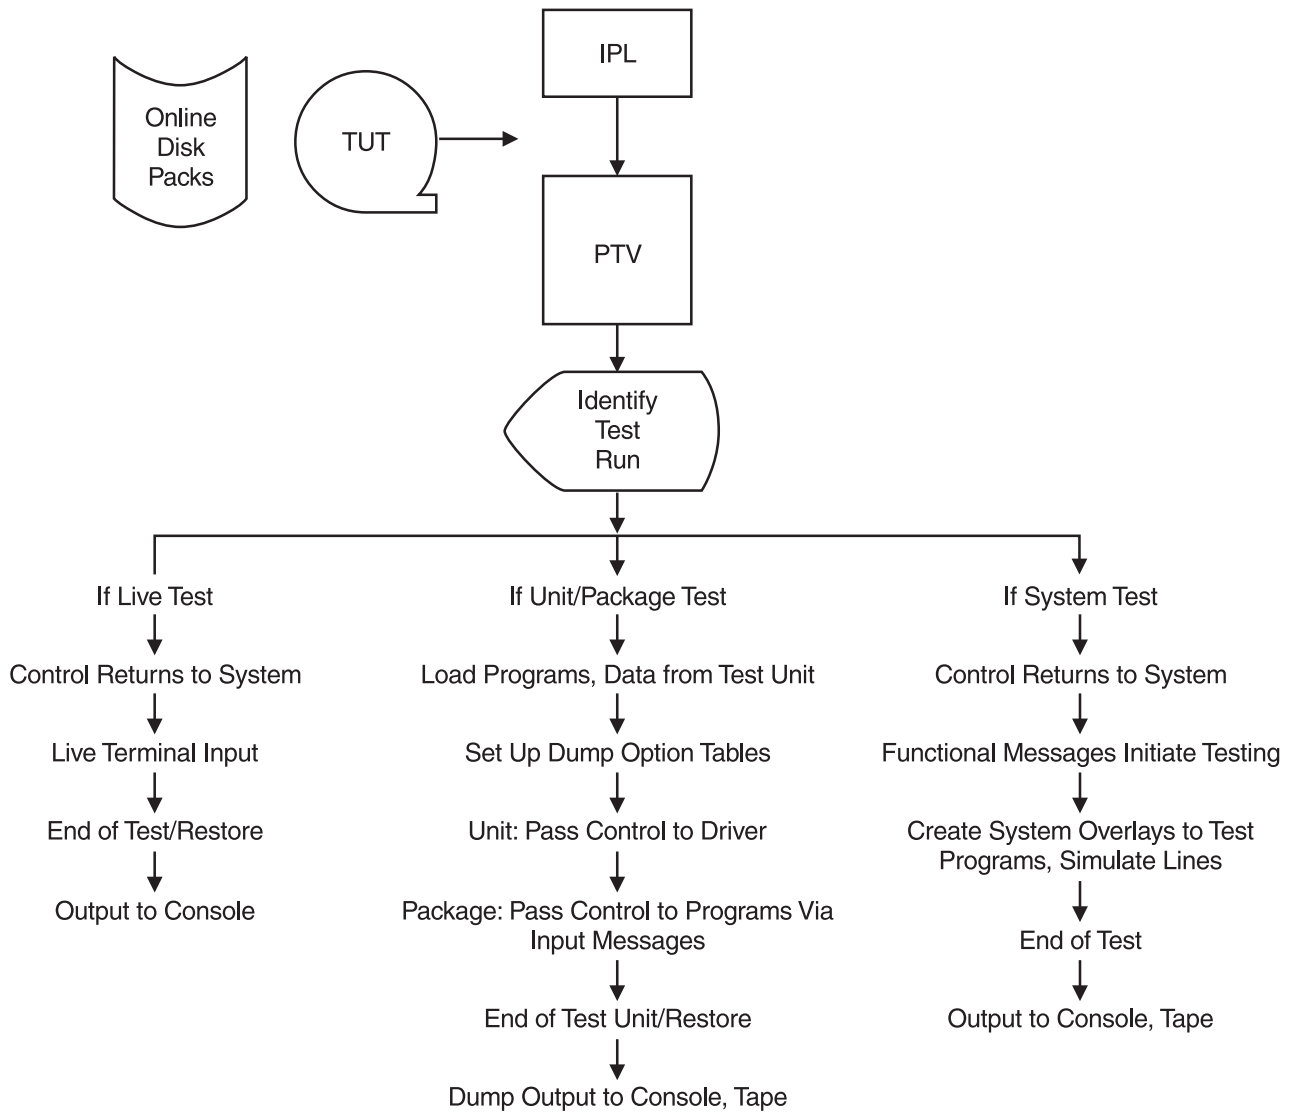 IPL
Online
Disk
Packs
TUT
PTV
Identify
Test
Run
If Live Test
Control Returns to System
Live Terminal Input
End of Test/Restore
Output to Console
If Unit/Package Test
Load Programs, Data from Test Unit
Set Up Dump Option Tables
Unit: Pass Control to Driver
Package: Pass Control to Programs Via
Input Messages
End of Test Unit/Restore
Dump Output to Console, Tape
If System Test
Control Returns to System
Functional Messages Initiate Testing
Create System Overlays to Test
Programs, Simulate Lines
End of Test
Output to Console, Tape